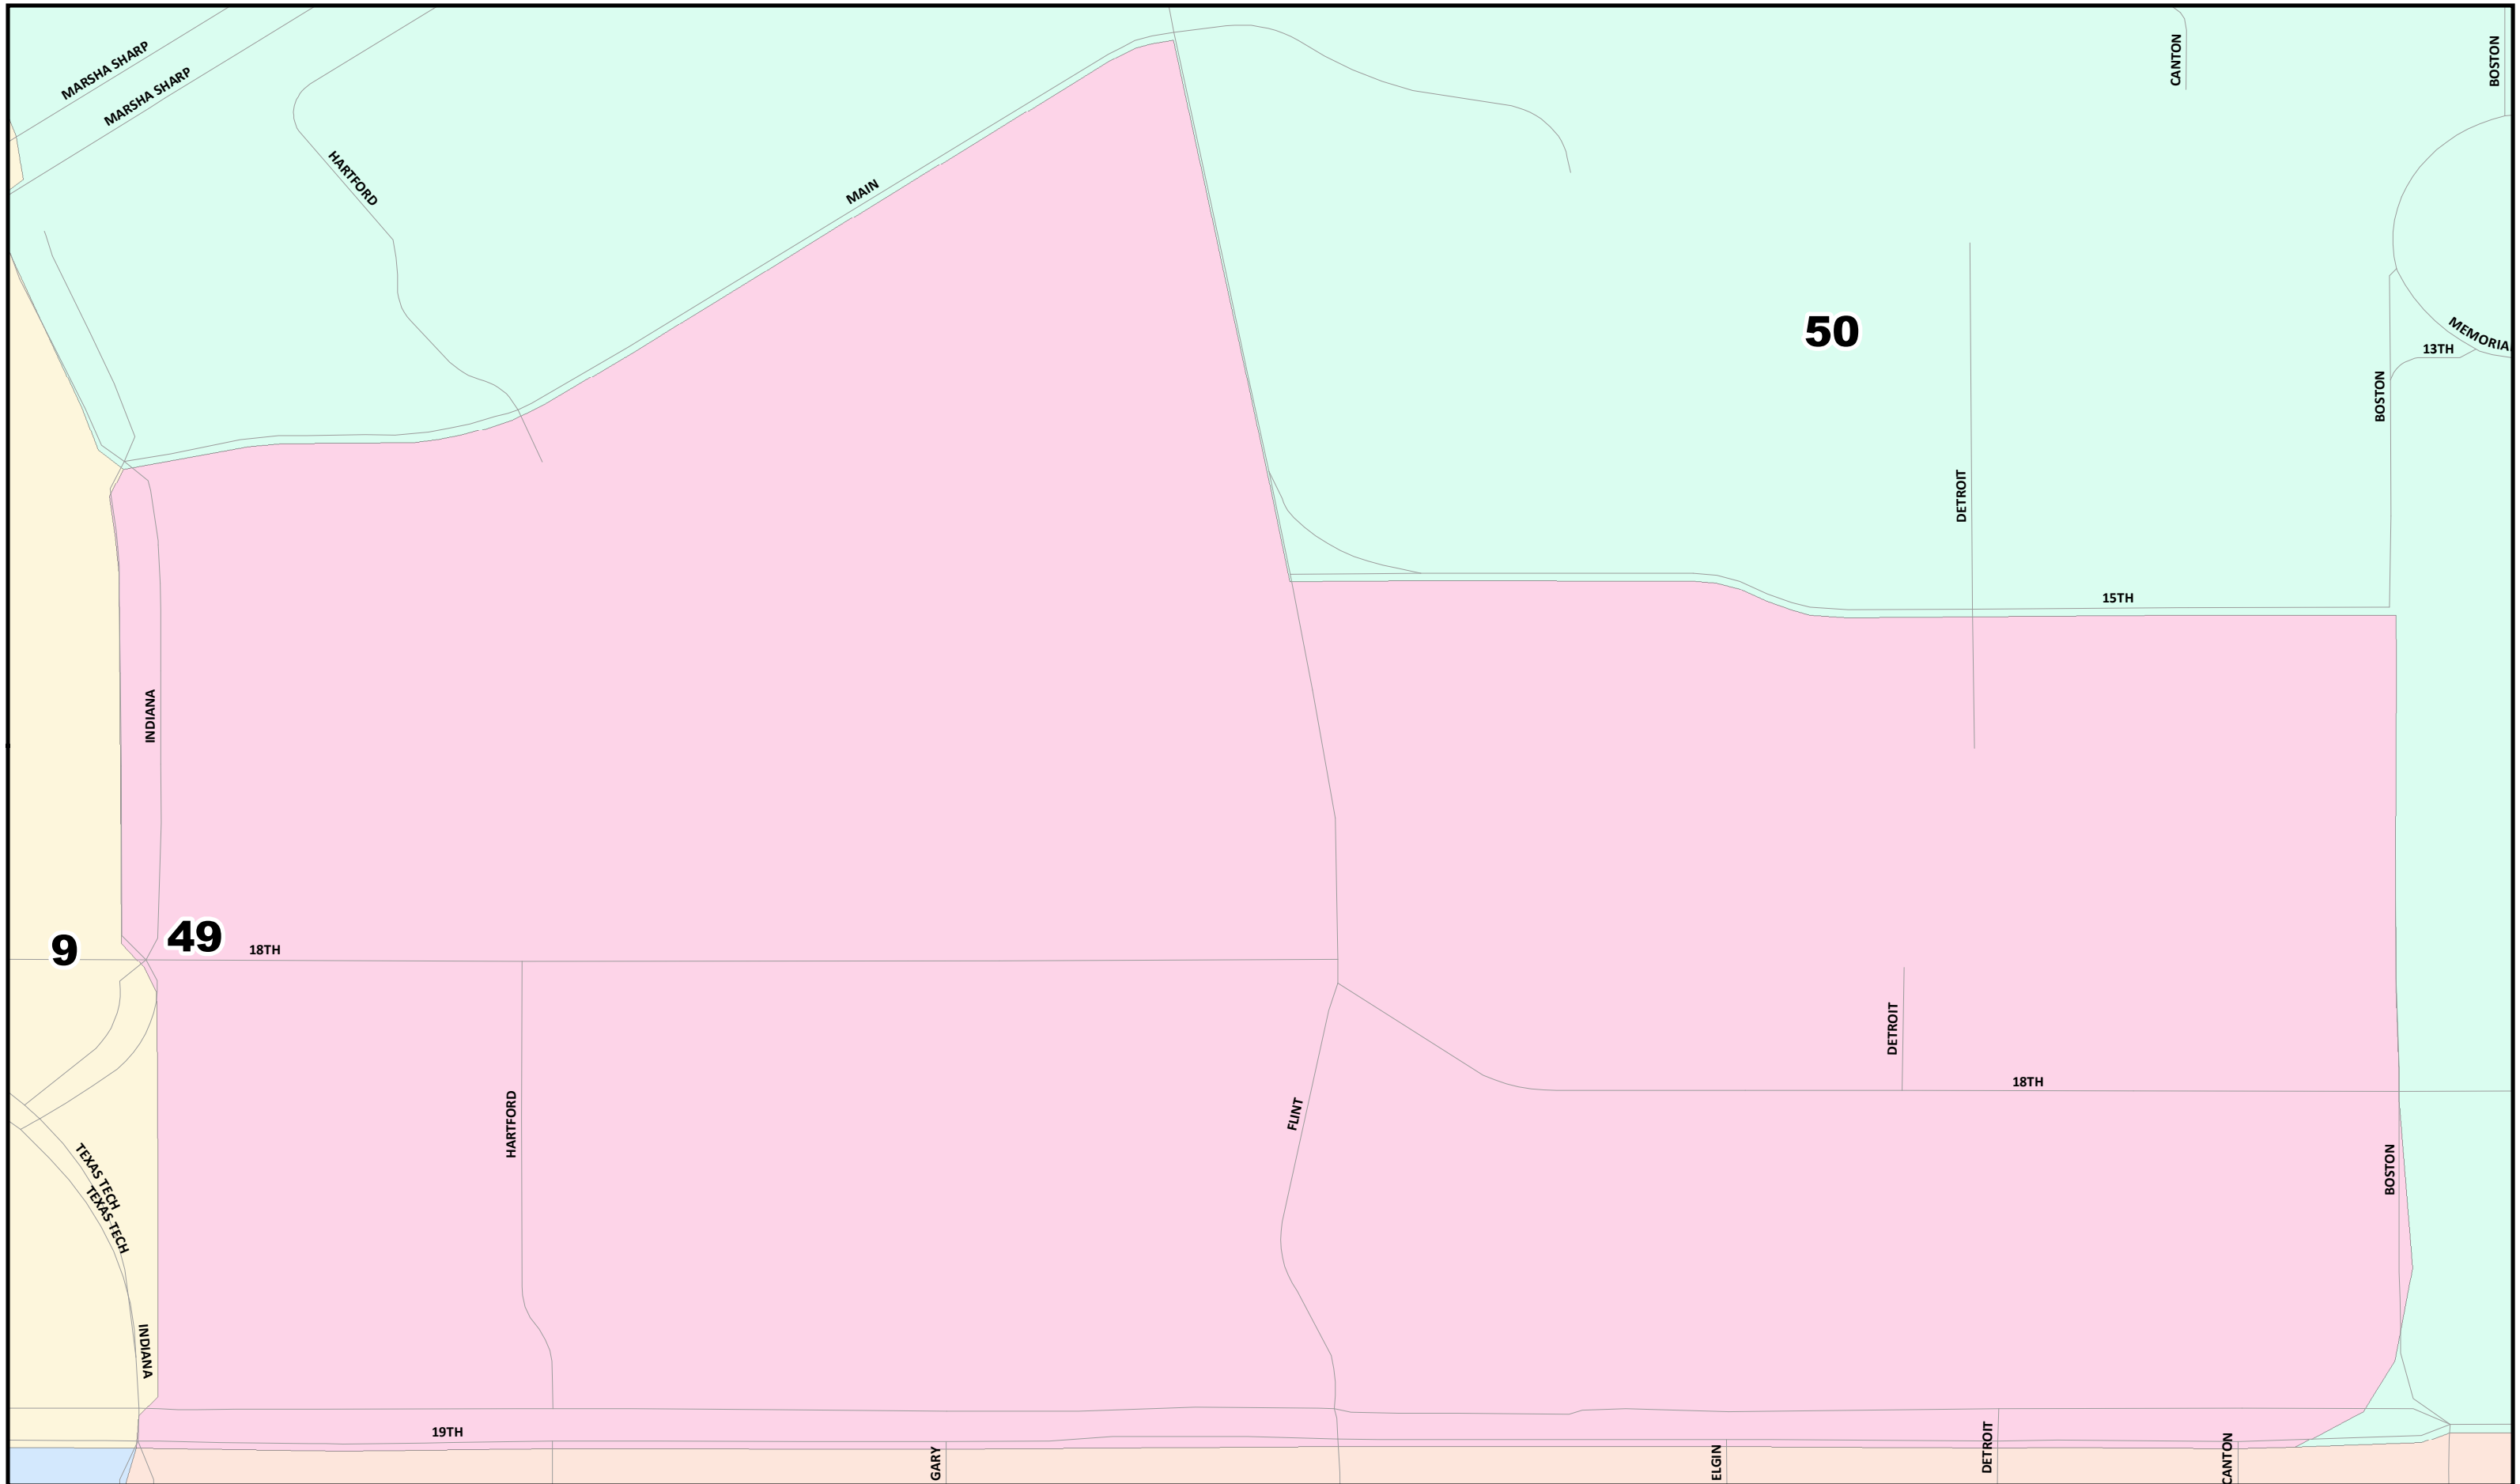 MARSHA SHARP
MARSHA SHARP
CANTON
BOSTON
HARTFORD
MAIN
50
MEMORIA
13TH
BOSTON
DETROIT
15TH
INDIANA
9
49
18TH
DETROIT
18TH
HARTFORD
FLINT
TEXAS TECH
TEXAS TECH
BOSTON
INDIANA
19TH
GARY
ELGIN
DETROIT
CANTON